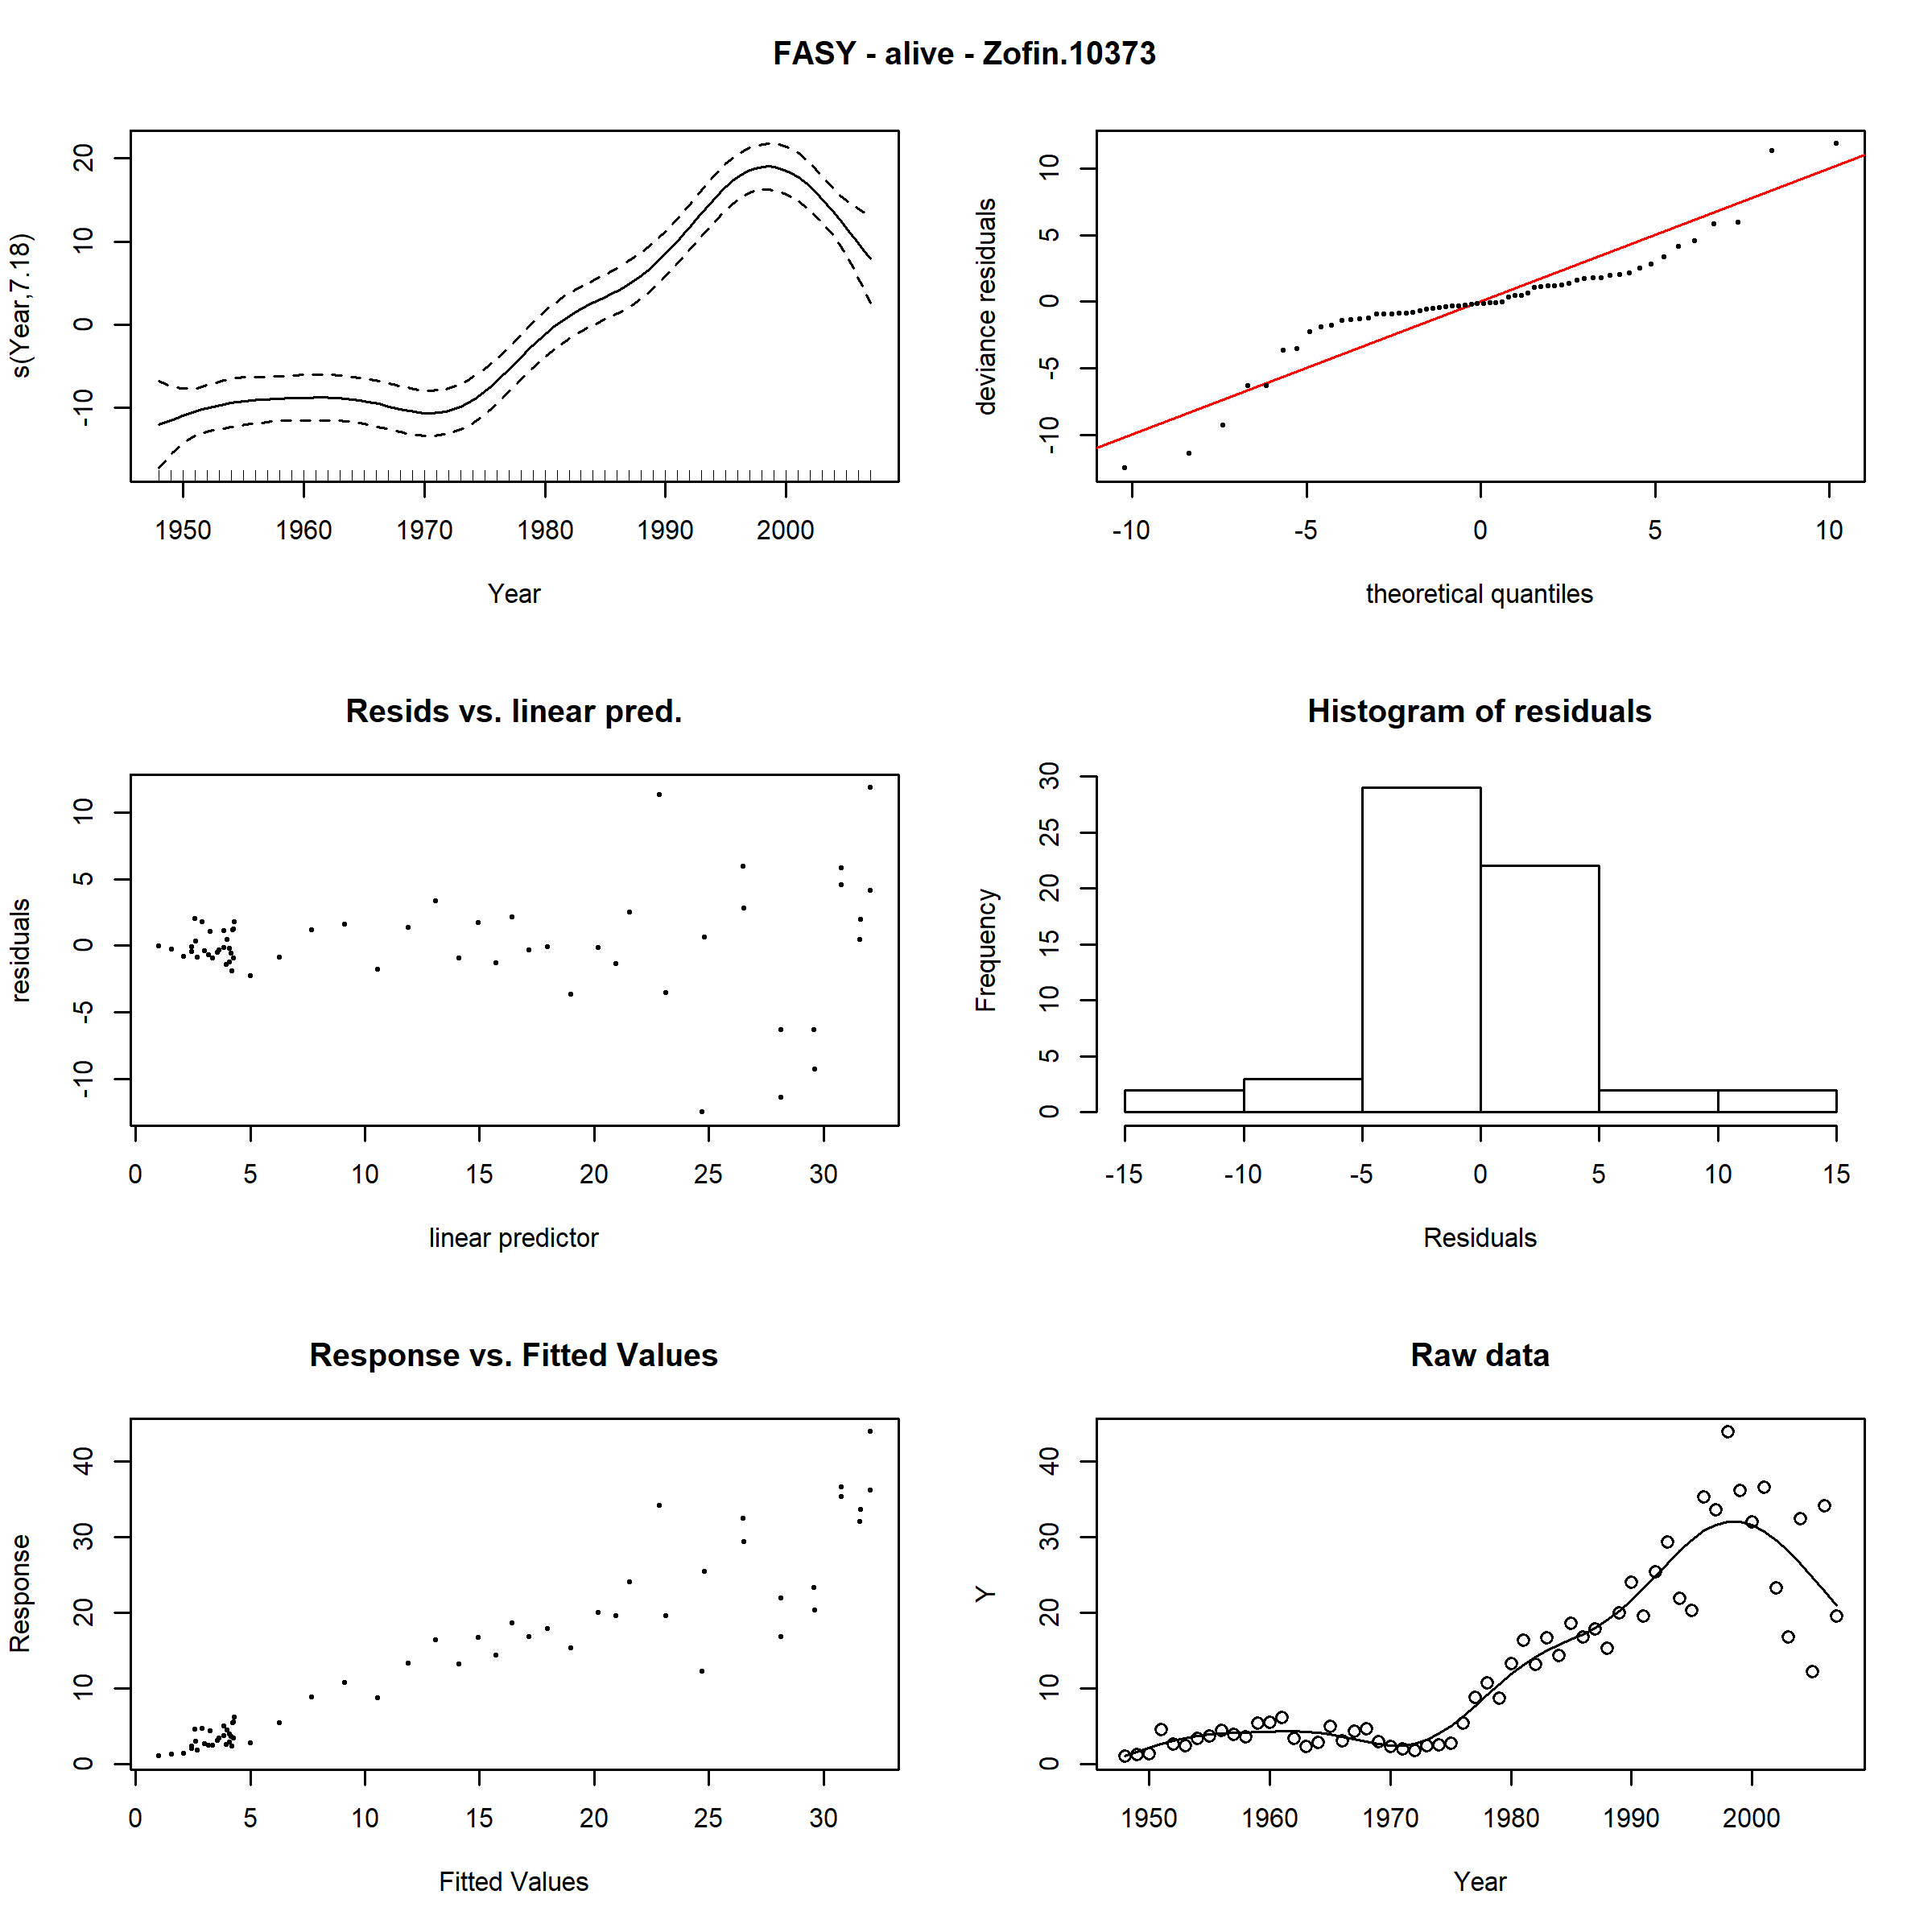 FASY - alive - Zofin.10373
s(Year,7.18)
20
10
0
-10
1950 1960 1970 1980 1990 2000
Year
deviance residuals
10
5
0
-5
-10
-10 -5 0 5 10
theoretical quantiles
Resids vs. linear pred.
residuals
10
5
0
-5
-10
0 5 10 15 20 25 30
linear predictor
Histogram of residuals
Frequency
30
25
20
15
10
5
0
-15 -10 -5 0 5 10 15
Residuals
Response vs. Fitted Values
Response
40
30
20
10
0
0 5 10 15 20 25 30
Fitted Values
Raw data
Y
40
30
20
10
0
1950 1960 1970 1980 1990 2000
Year